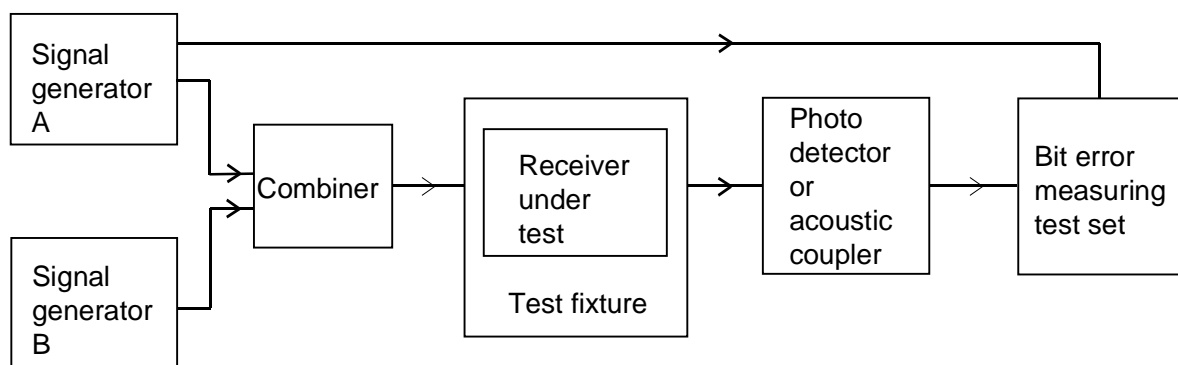 Signal
generator
A
Combiner
Signal
generator
B
Receiver
under
test
Test fixture
Photo
detector
or
acoustic
coupler
Bit error
measuring
test set